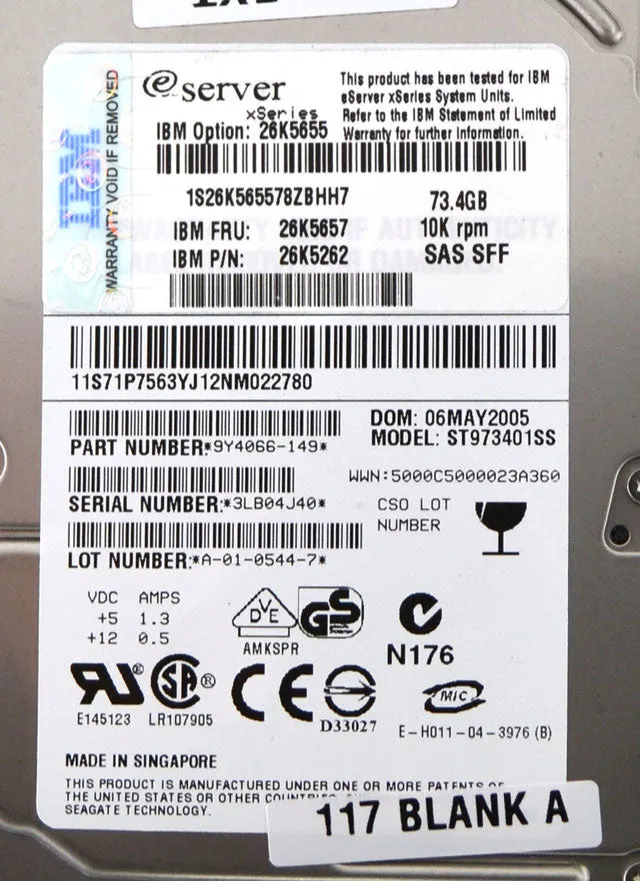 IBM
WARRANTY VOID IF REMOVED
eserver
xSeries
This product has been tested for IBM
eServer xSeries System Units.
Refer to the IBM Statement of Limited
Warranty for further information.
IBM Option: 26K5655
1S26K565578ZBHH7
73.4GB
IBM FRU: 26K5657
10K rpm
IBM P/N: 26K5262
SAS SFF
11S71P7563YJ12NM022780
DOM: 06MAY2005
MODEL: ST973401SS
PART NUMBER:*9Y4066-149*
WWN:5000C5000023A360
SERIAL NUMBER:*3LB04J40*
CSO LOT
NUMBER
LOT NUMBER:*A-01-0544-7*
VDC AMPS
+5 1.3
+12 0.5
DVE
GS
AMKSPR
N176
RU
SA
CE
E145123 LR107905
D33027
MIC
E-H011-04-3976 (B)
MADE IN SINGAPORE
THIS PRODUCT IS MANUFACTURED UNDER ONE OR MORE PATENTS OF
THE UNITED STATES OR OTHER COUNTRIES
SEAGATE TECHNOLOGY.
117 BLANK A